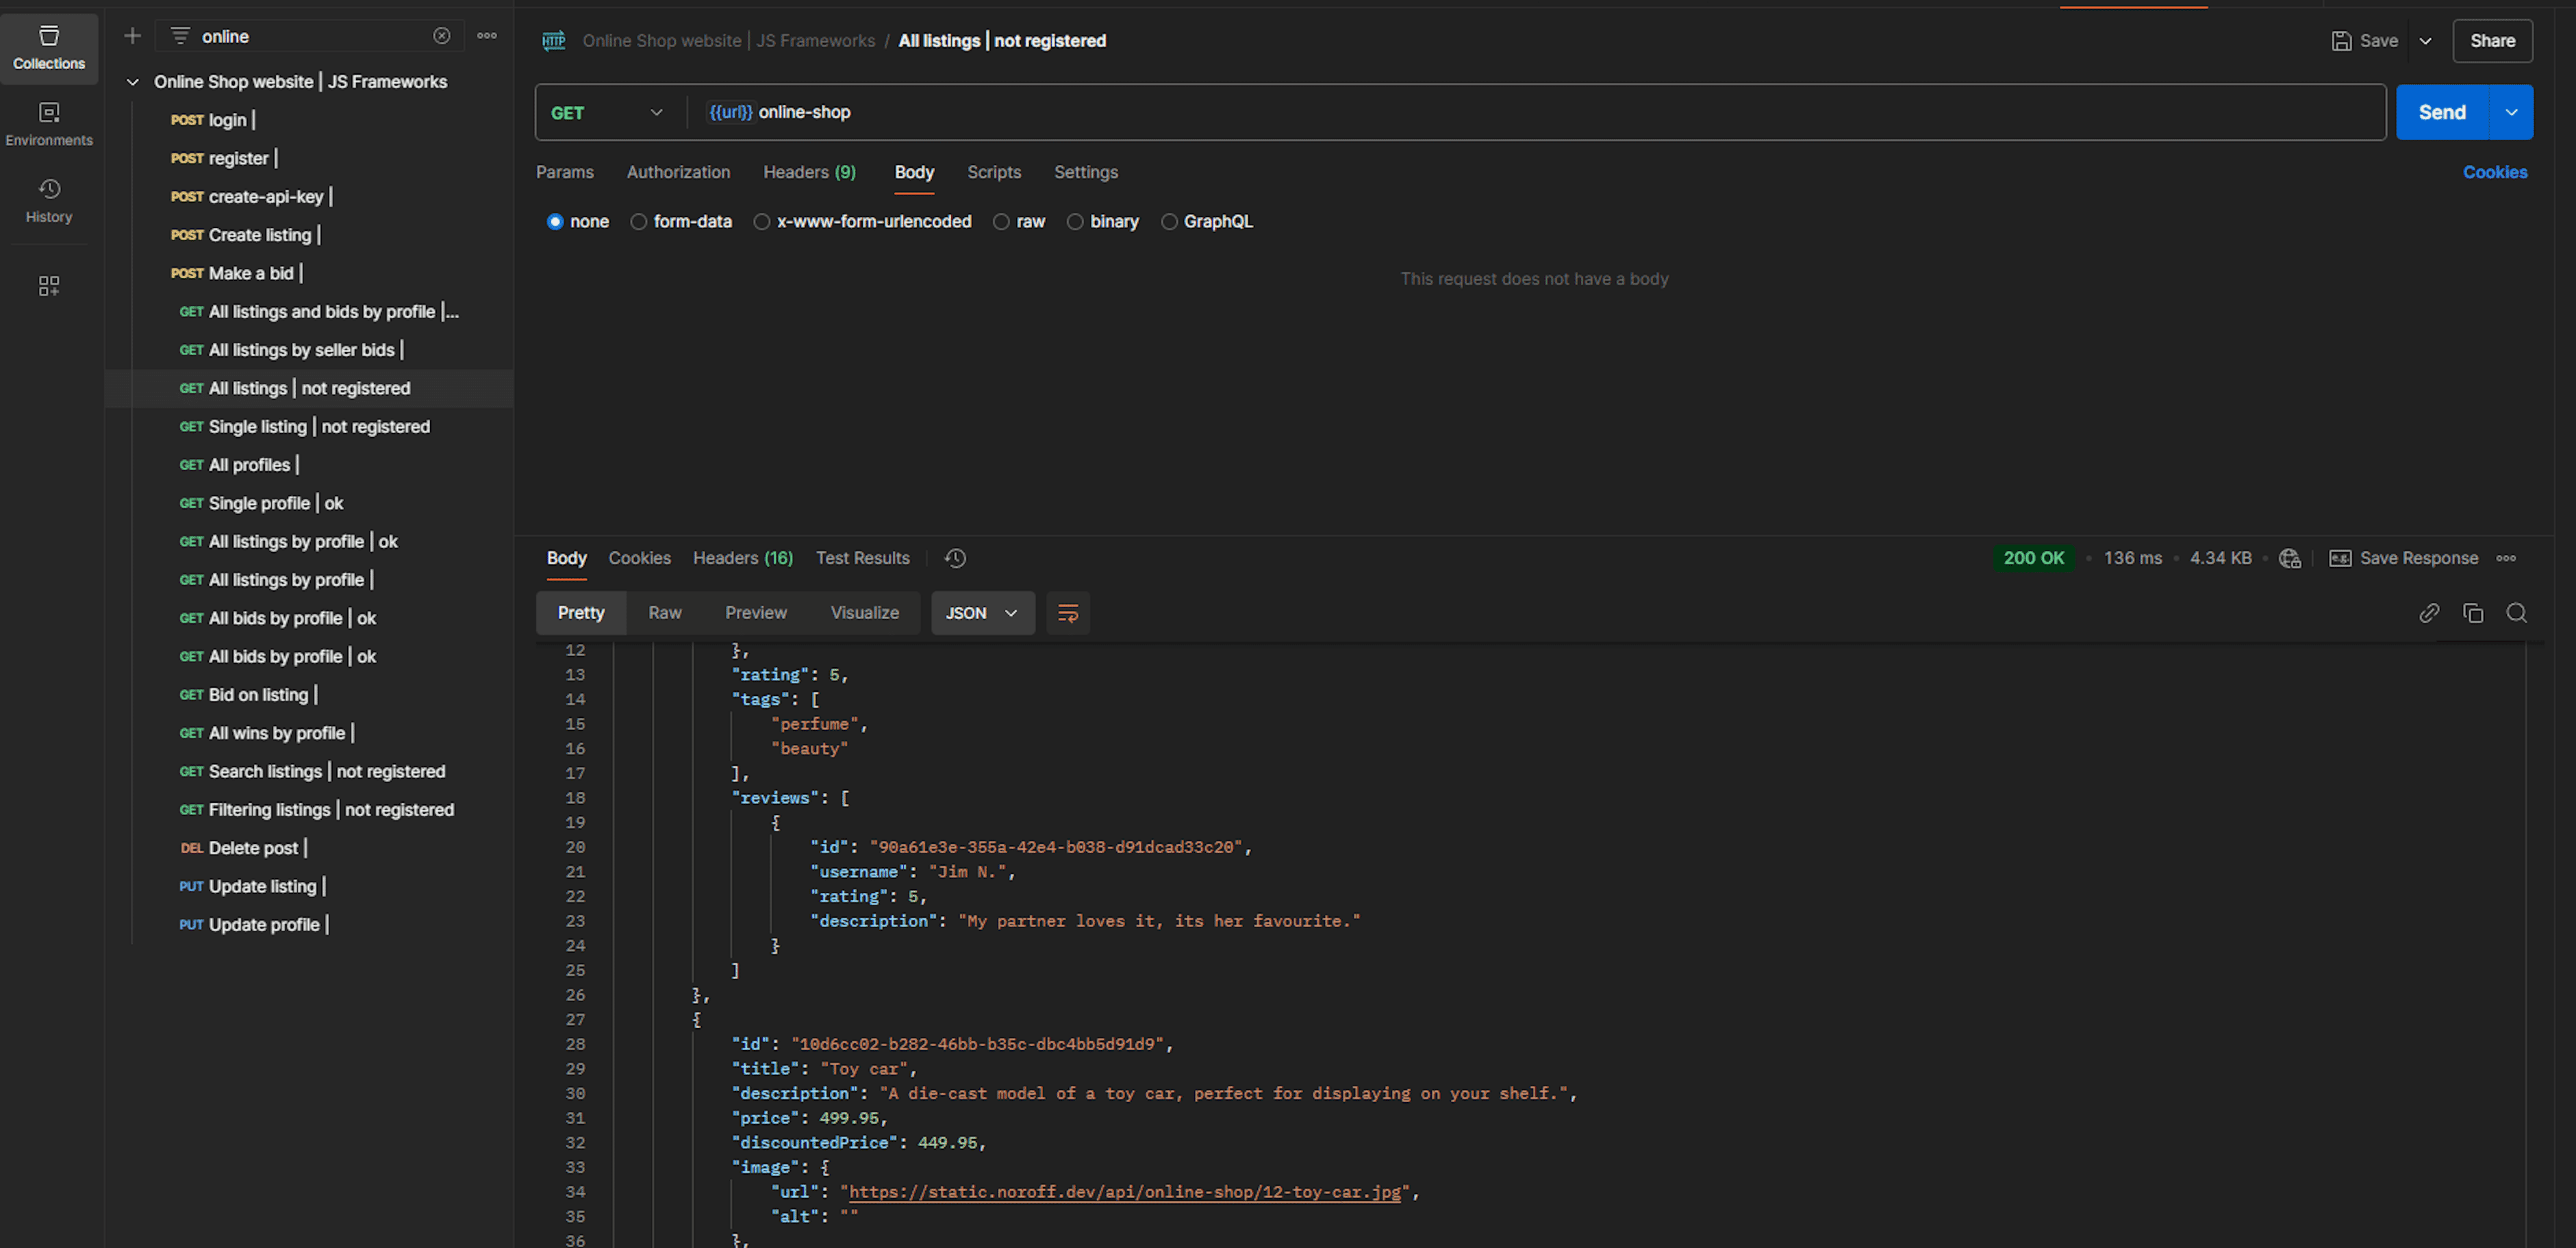 Collections
Environments
History
online
Online Shop website | JS Frameworks
POST login |
POST register |
POST create-api-key |
POST Create listing |
POST Make a bid |
GET All listings and bids by profile |...
GET All listings by seller bids |
GET All listings | not registered
GET Single listing | not registered
GET All profiles |
GET Single profile | ok
GET All listings by profile | ok
GET All listings by profile |
GET All bids by profile | ok
GET All bids by profile | ok
GET Bid on listing |
GET All wins by profile |
GET Search listings | not registered
GET Filtering listings | not registered
DEL Delete post |
PUT Update listing |
PUT Update profile |
HTTP Online Shop website | JS Frameworks / All listings | not registered
Save Share
GET {{url}} online-shop Send
Params Authorization Headers (9) Body Scripts Settings Cookies
none form-data x-www-form-urlencoded raw binary GraphQL
This request does not have a body
Body Cookies Headers (16) Test Results 200 OK • 136 ms • 4.34 KB • e.g. Save Response
Pretty Raw Preview Visualize JSON
12 },
13 "rating": 5,
14 "tags": [
15 "perfume",
16 "beauty"
17 ],
18 "reviews": [
19 {
20 "id": "90a61e3e-355a-42e4-b038-d91dcad33c20",
21 "username": "Jim N.",
22 "rating": 5,
23 "description": "My partner loves it, its her favourite."
24 }
25 ]
26 },
27 {
28 "id": "10d6cc02-b282-46bb-b35c-dbc4bb5d91d9",
29 "title": "Toy car",
30 "description": "A die-cast model of a toy car, perfect for displaying on your shelf.",
31 "price": 499.95,
32 "discountedPrice": 449.95,
33 "image": {
34 "url": "https://static.noroff.dev/api/online-shop/12-toy-car.jpg",
35 "alt": ""
36 },